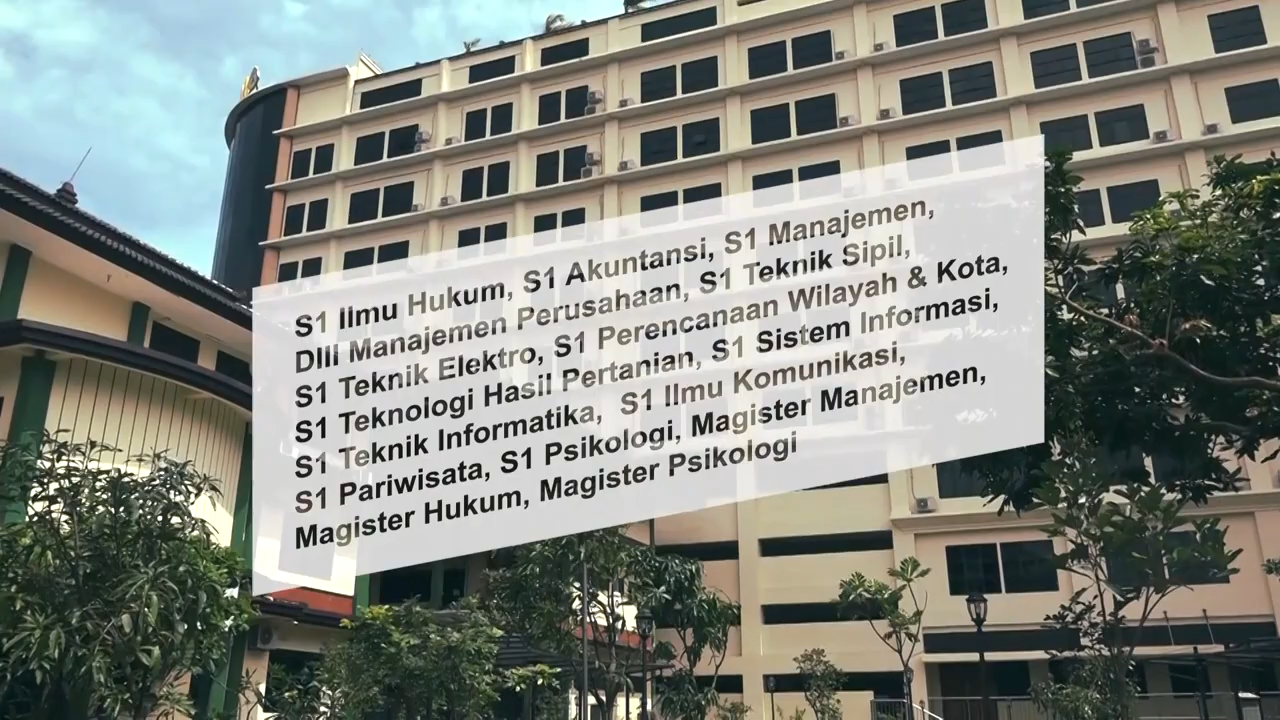 S1 Ilmu Hukum, S1 Akuntansi, S1 Manajemen,
DIII Manajemen Perusahaan, S1 Teknik Sipil,
S1 Teknik Elektro, S1 Perencanaan Wilayah & Kota,
S1 Teknologi Hasil Pertanian, S1 Sistem Informasi,
S1 Teknik Informatika, S1 Ilmu Komunikasi,
S1 Pariwisata, S1 Psikologi, Magister Manajemen,
Magister Hukum, Magister Psikologi